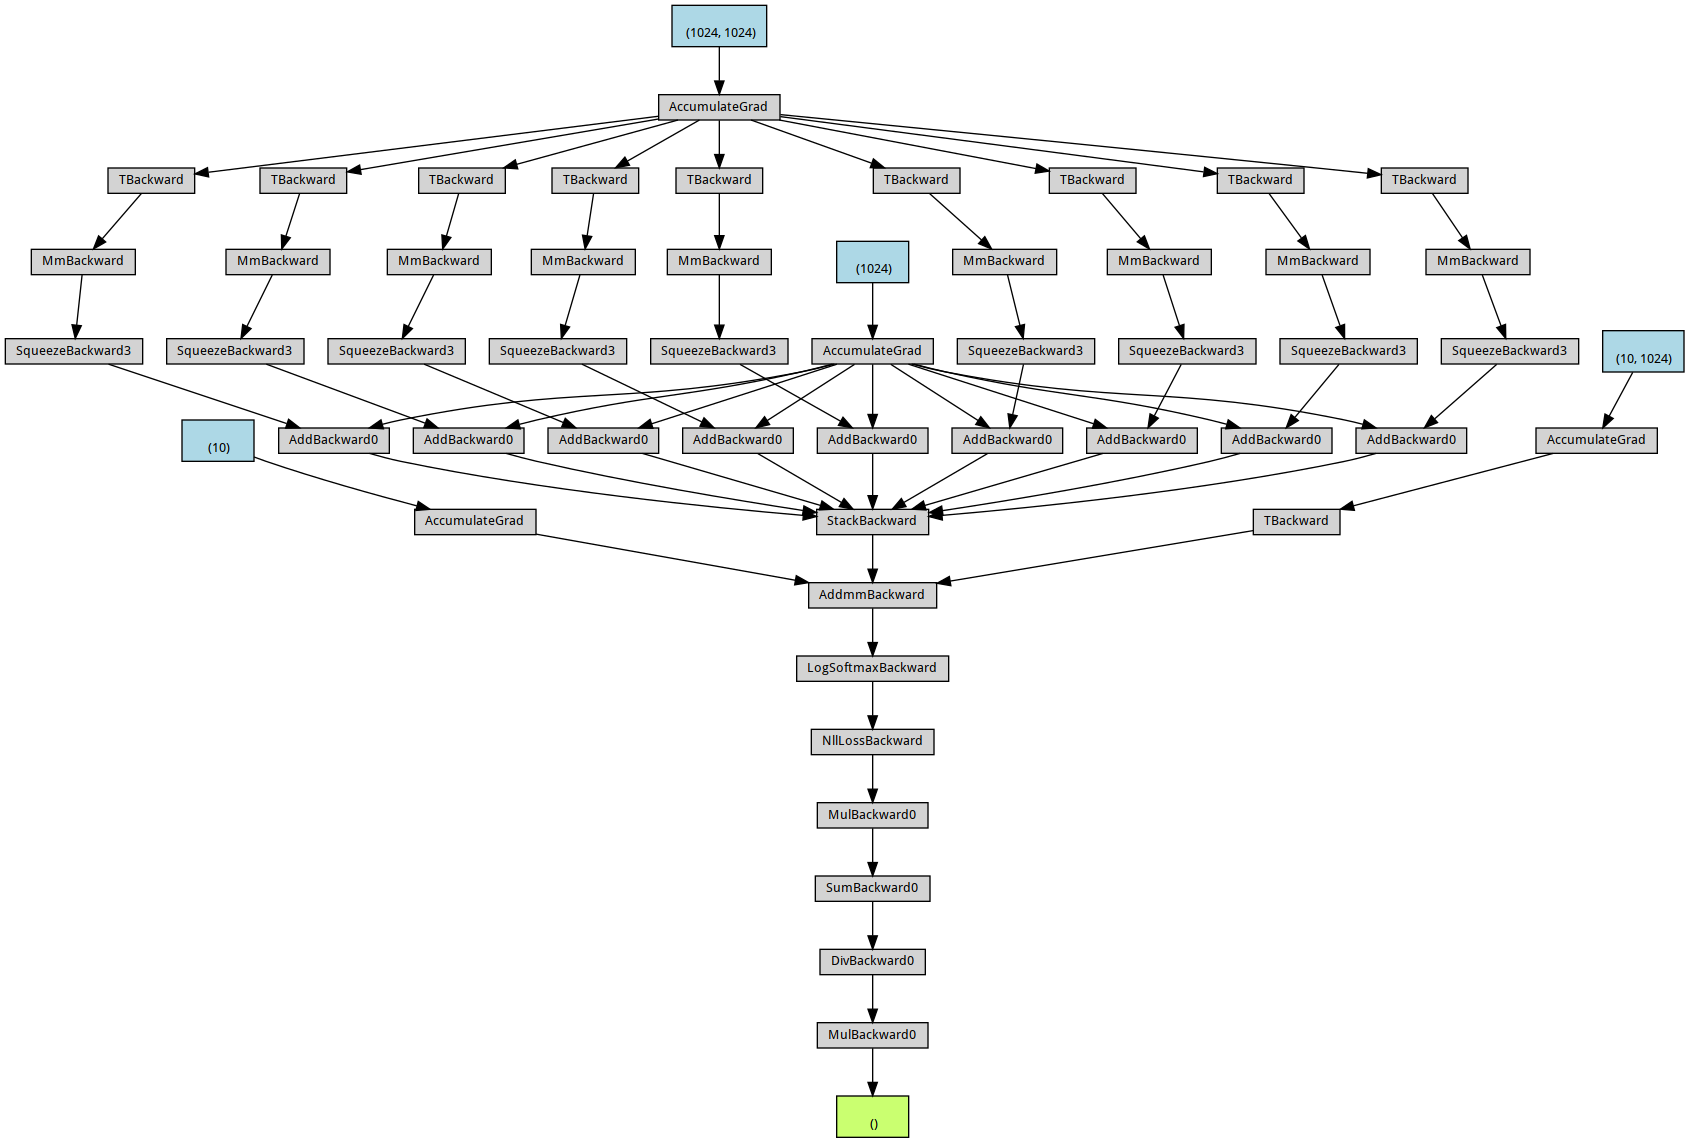 (1024, 1024)
AccumulateGrad
TBackward TBackward TBackward TBackward TBackward TBackward TBackward TBackward TBackward
MmBackward MmBackward MmBackward MmBackward MmBackward (1024) MmBackward MmBackward MmBackward MmBackward
SqueezeBackward3 SqueezeBackward3 SqueezeBackward3 SqueezeBackward3 SqueezeBackward3 AccumulateGrad SqueezeBackward3 SqueezeBackward3 SqueezeBackward3 SqueezeBackward3 (10, 1024)
(10) AddBackward0 AddBackward0 AddBackward0 AddBackward0 AddBackward0 AddBackward0 AddBackward0 AddBackward0 AddBackward0 AccumulateGrad
AccumulateGrad StackBackward TBackward
AddmmBackward
LogSoftmaxBackward
NllLossBackward
MulBackward0
SumBackward0
DivBackward0
MulBackward0
()